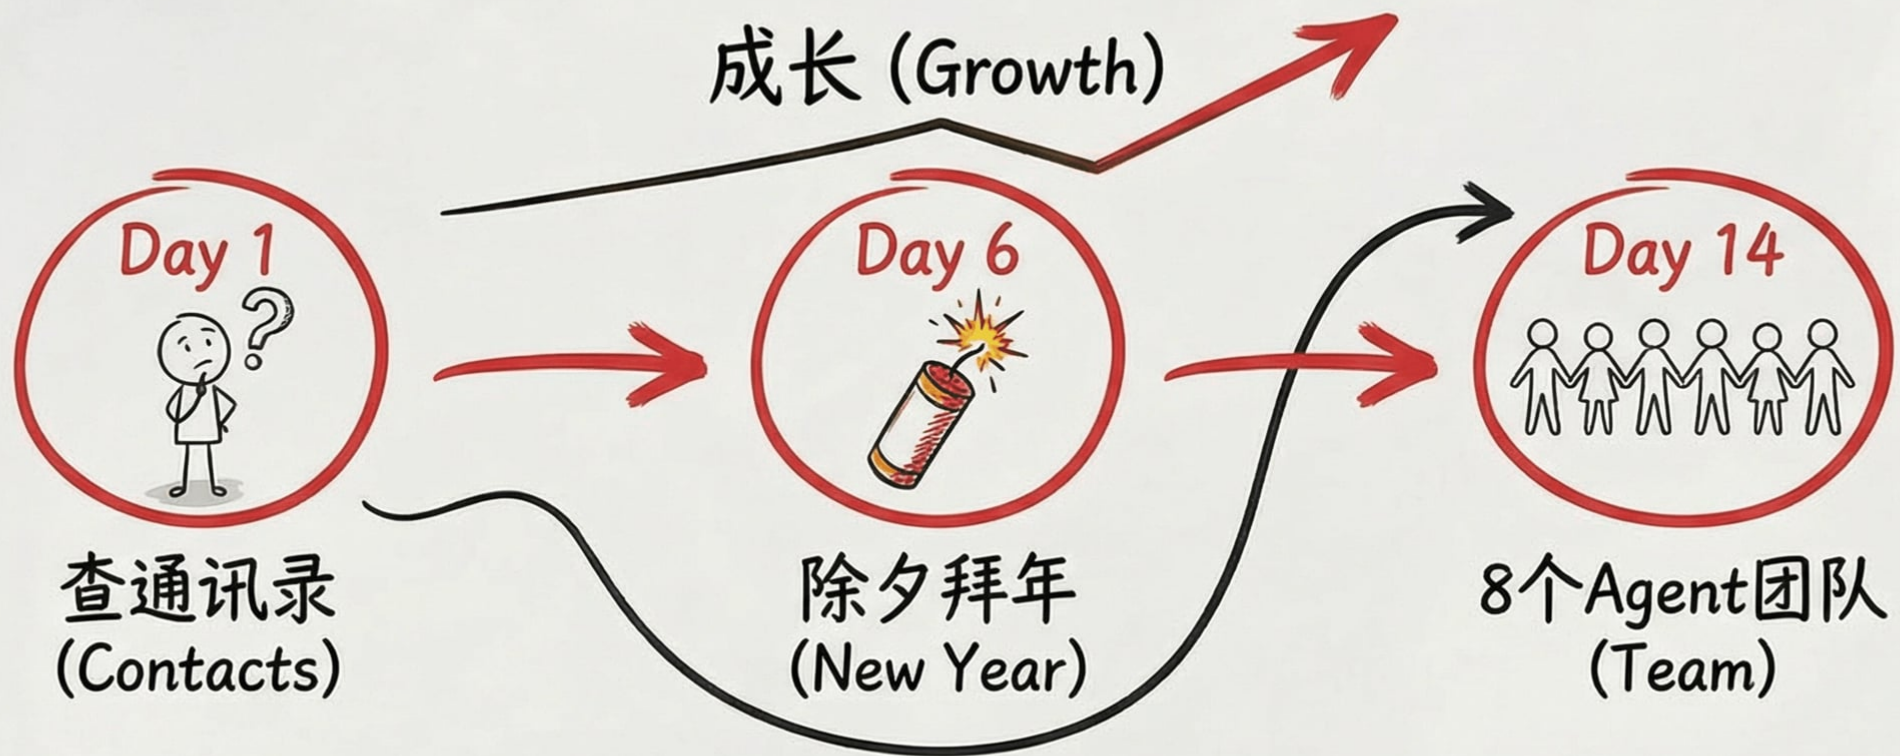 成长 (Growth)
Day 1
?
查通讯录
(Contacts)
Day 6
除夕拜年
(New Year)
Day 14
8个Agent团队
(Team)